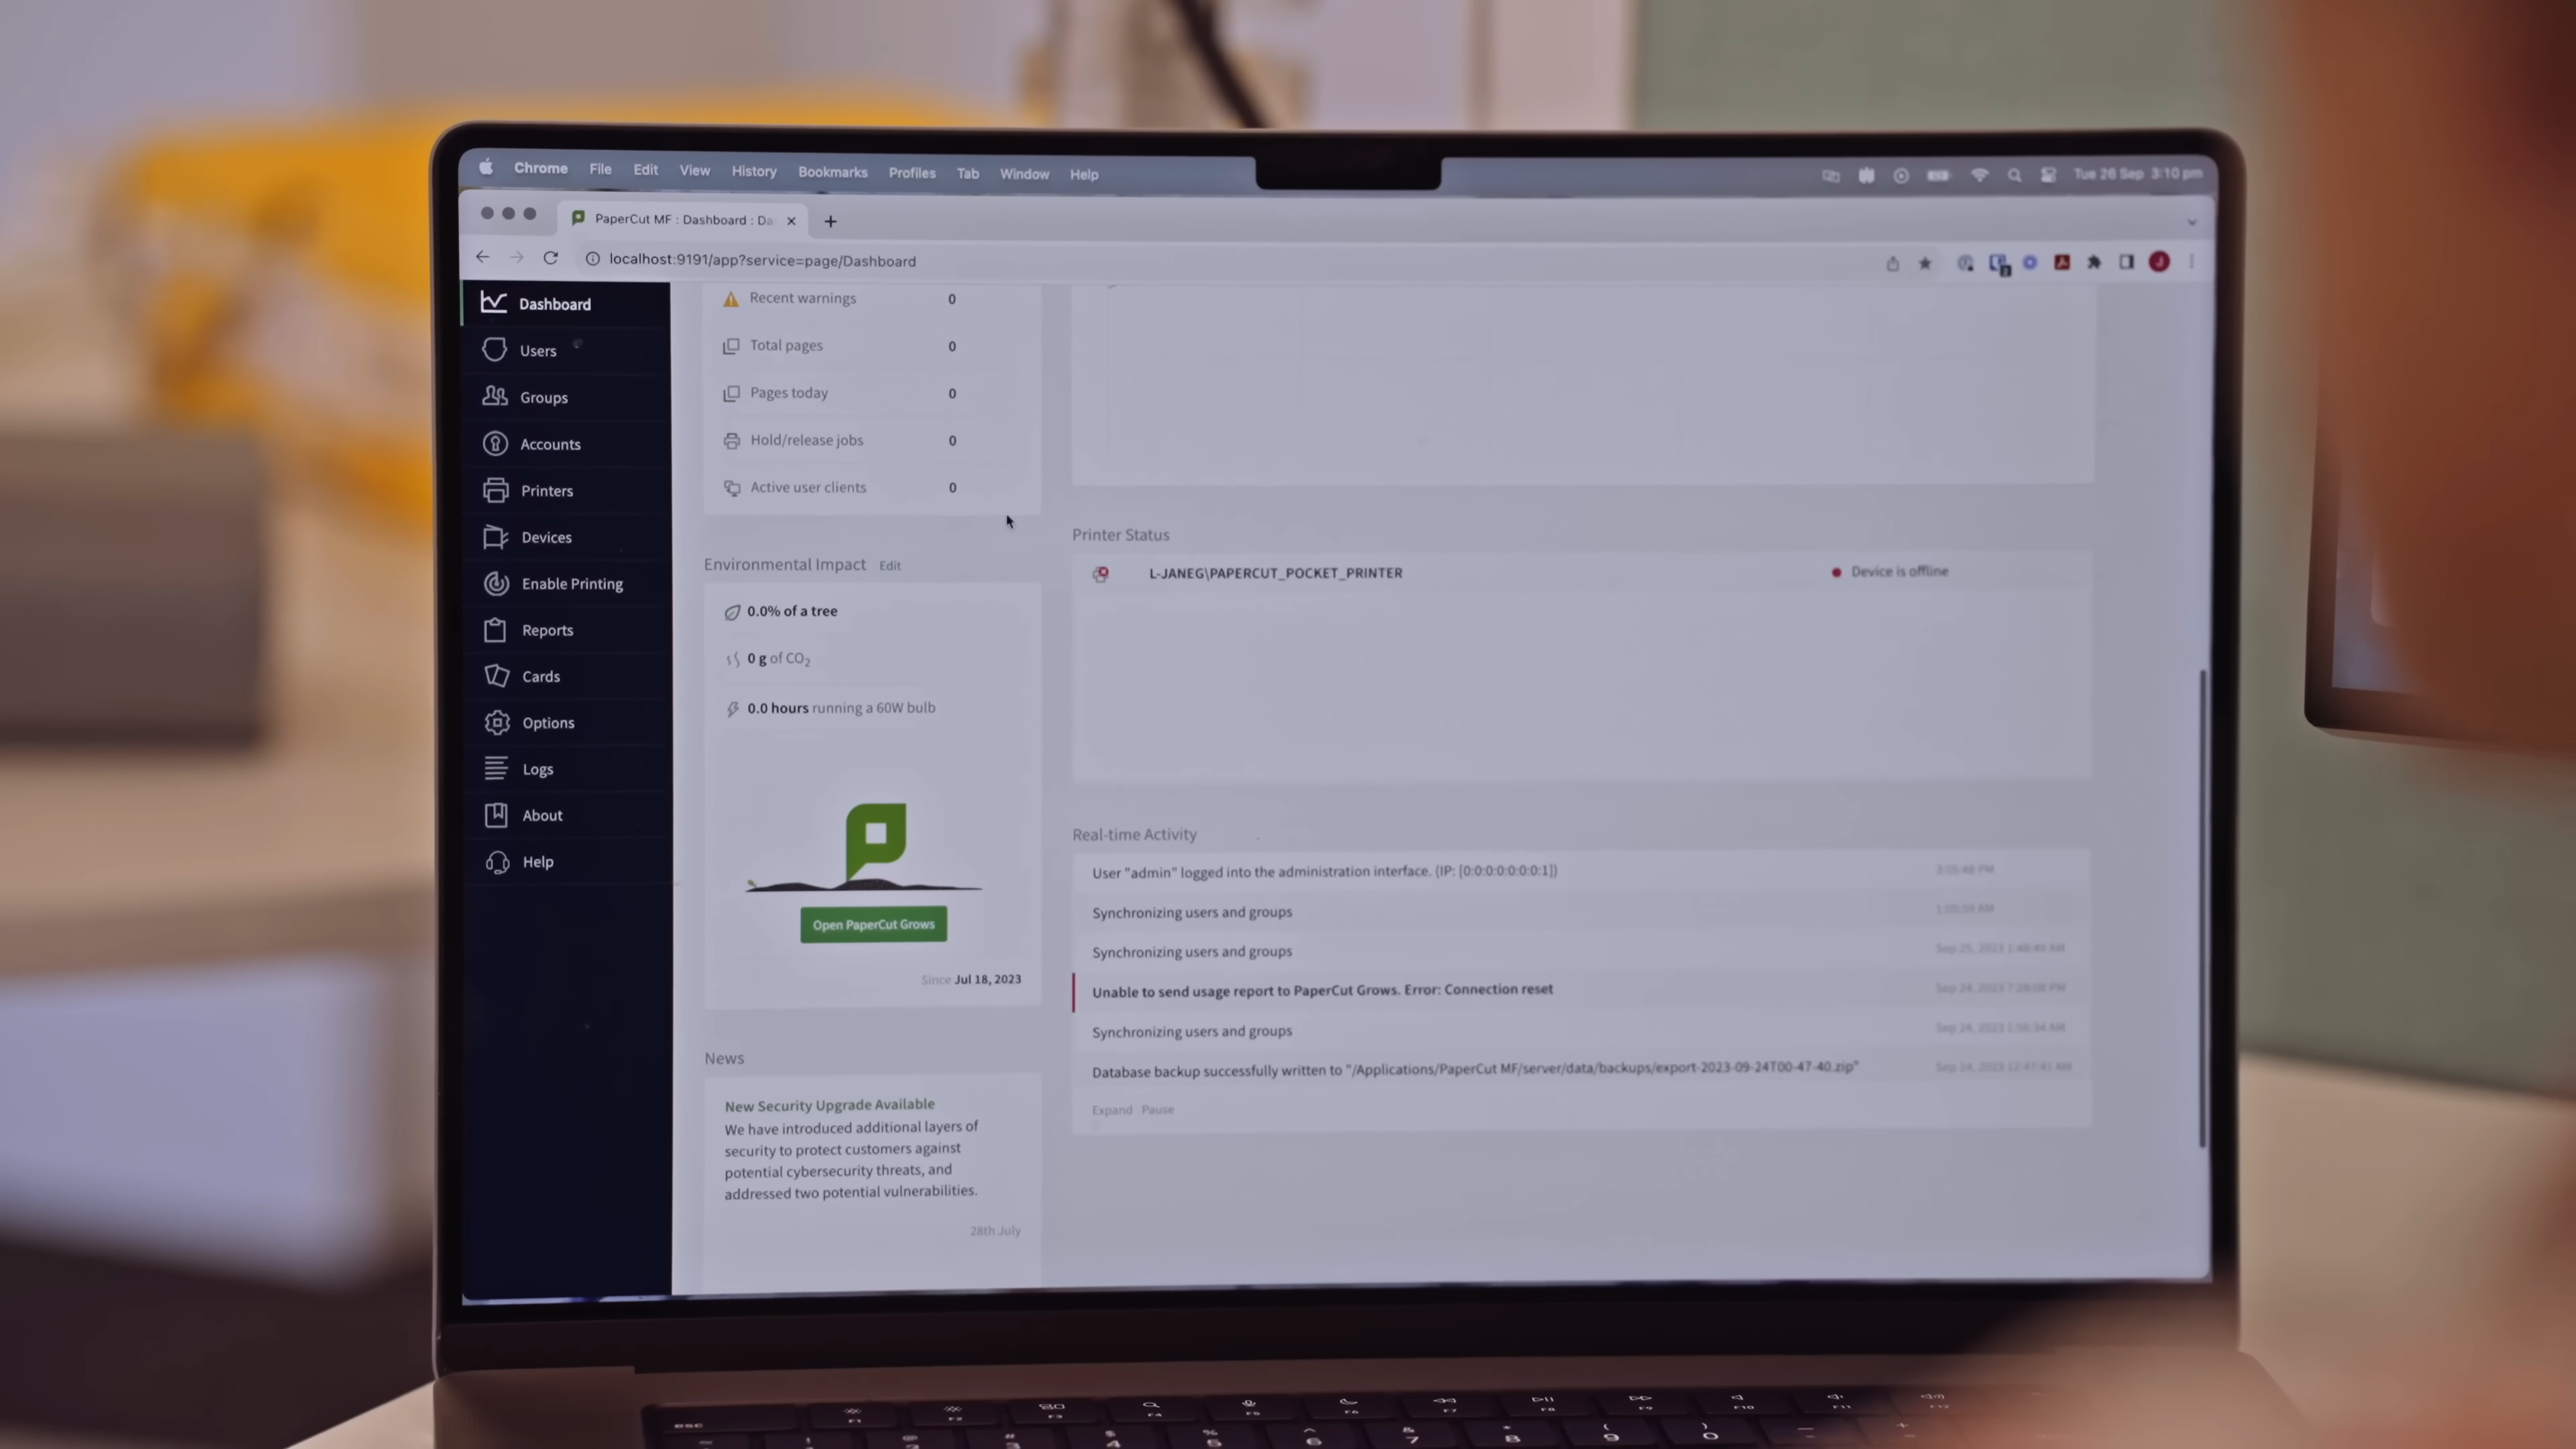 Chrome File Edit View History Bookmarks Profiles Tab Window Help
Tue 26 Sep 3:10 pm
PaperCut MF : Dashboard : Da
localhost:9191/app?service=page/Dashboard
Dashboard
Users
Groups
Accounts
Printers
Devices
Enable Printing
Reports
Cards
Options
Logs
About
Help
Recent warnings 0
Total pages 0
Pages today 0
Hold/release jobs 0
Active user clients 0
Environmental Impact Edit
0.0% of a tree
0 g of CO2
0.0 hours running a 60W bulb
Open PaperCut Grows
Since Jul 18, 2023
News
New Security Upgrade Available
We have introduced additional layers of
security to protect customers against
potential cybersecurity threats, and
addressed two potential vulnerabilities.
28th July
Printer Status
L-JANEG\PAPERCUT_POCKET_PRINTER
Device is offline
Real-time Activity
User "admin" logged into the administration interface. (IP: [0:0:0:0:0:0:0:1])
Synchronizing users and groups
Synchronizing users and groups
Unable to send usage report to PaperCut Grows. Error: Connection reset
Synchronizing users and groups
Database backup successfully written to "/Applications/PaperCut MF/server/data/backups/export-2023-09-24T00-47-40.zip"
Expand Pause
esc